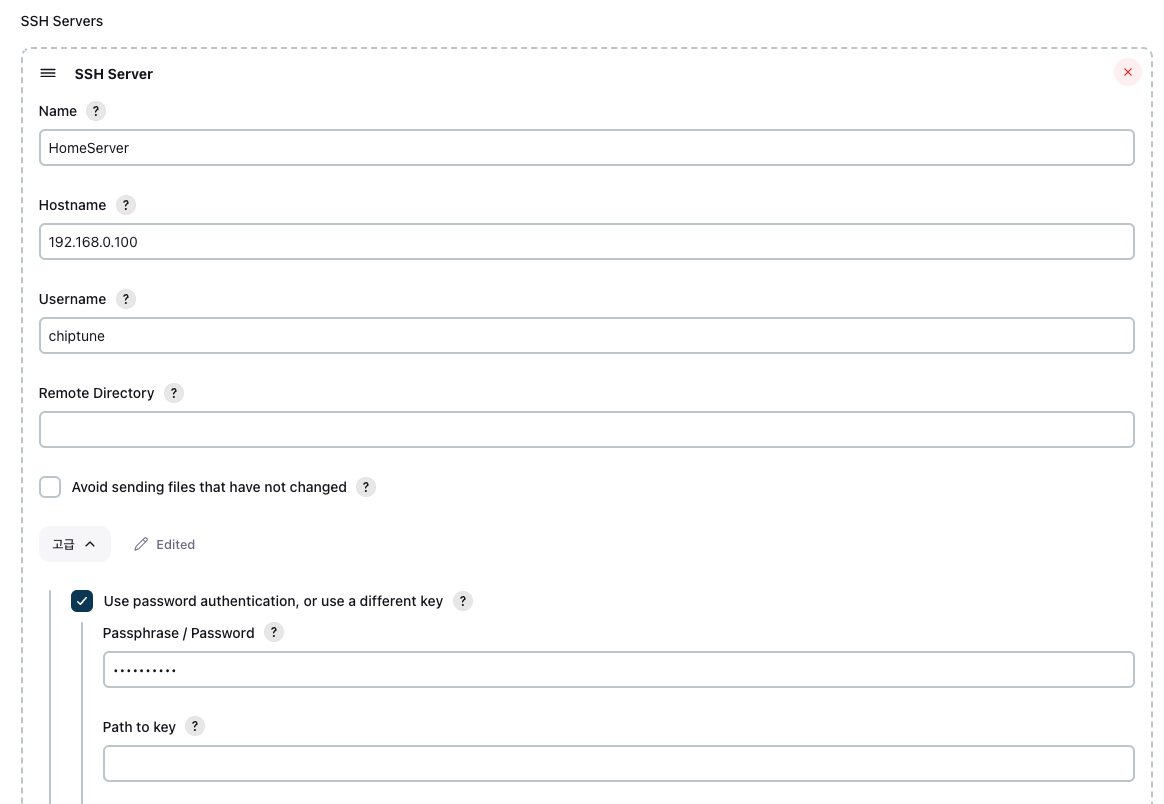 SSH Servers
SSH Server
Name ?
HomeServer
Hostname ?
192.168.0.100
Username ?
chiptune
Remote Directory ?
Avoid sending files that have not changed ?
고급 Edited
Use password authentication, or use a different key ?
Passphrase / Password ?
••••••••••
Path to key ?